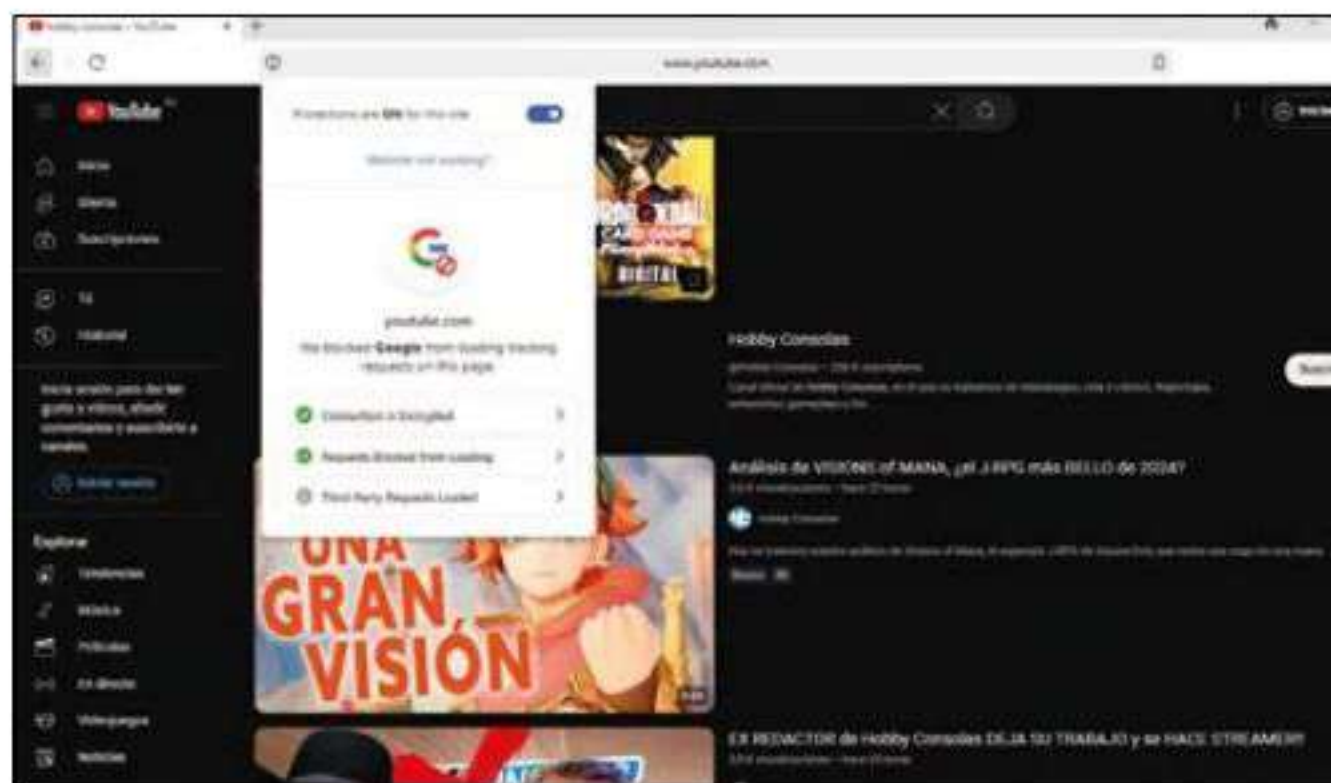 Hobby Consolas - YouTube
www.youtube.com
YouTube
Inicio
Shorts
Suscripciones
Tú
Historial
Inicia sesión para dar me
gusta a vídeos, añadir
comentarios y suscribirte a
canales.
Iniciar sesión
Explorar
Tendencias
Música
Películas
En directo
Videojuegos
Noticias
Protections are ON for this site
Website not working?
youtube.com
We blocked Google from loading tracking
requests on this page.
Connection is Encrypted
Requests Blocked from Loading
Third-Party Requests Loaded
CARD GAME
DIGITAL
Hobby Consolas
Análisis de VISIONS of MANA, ¿el J-RPG más BELLO de 2024?
Hobby Consolas
UNA
GRAN
VISIÓN
EX REDACTOR de Hobby Consolas DEJA SU TRABAJO y se HACE STREAMER!!